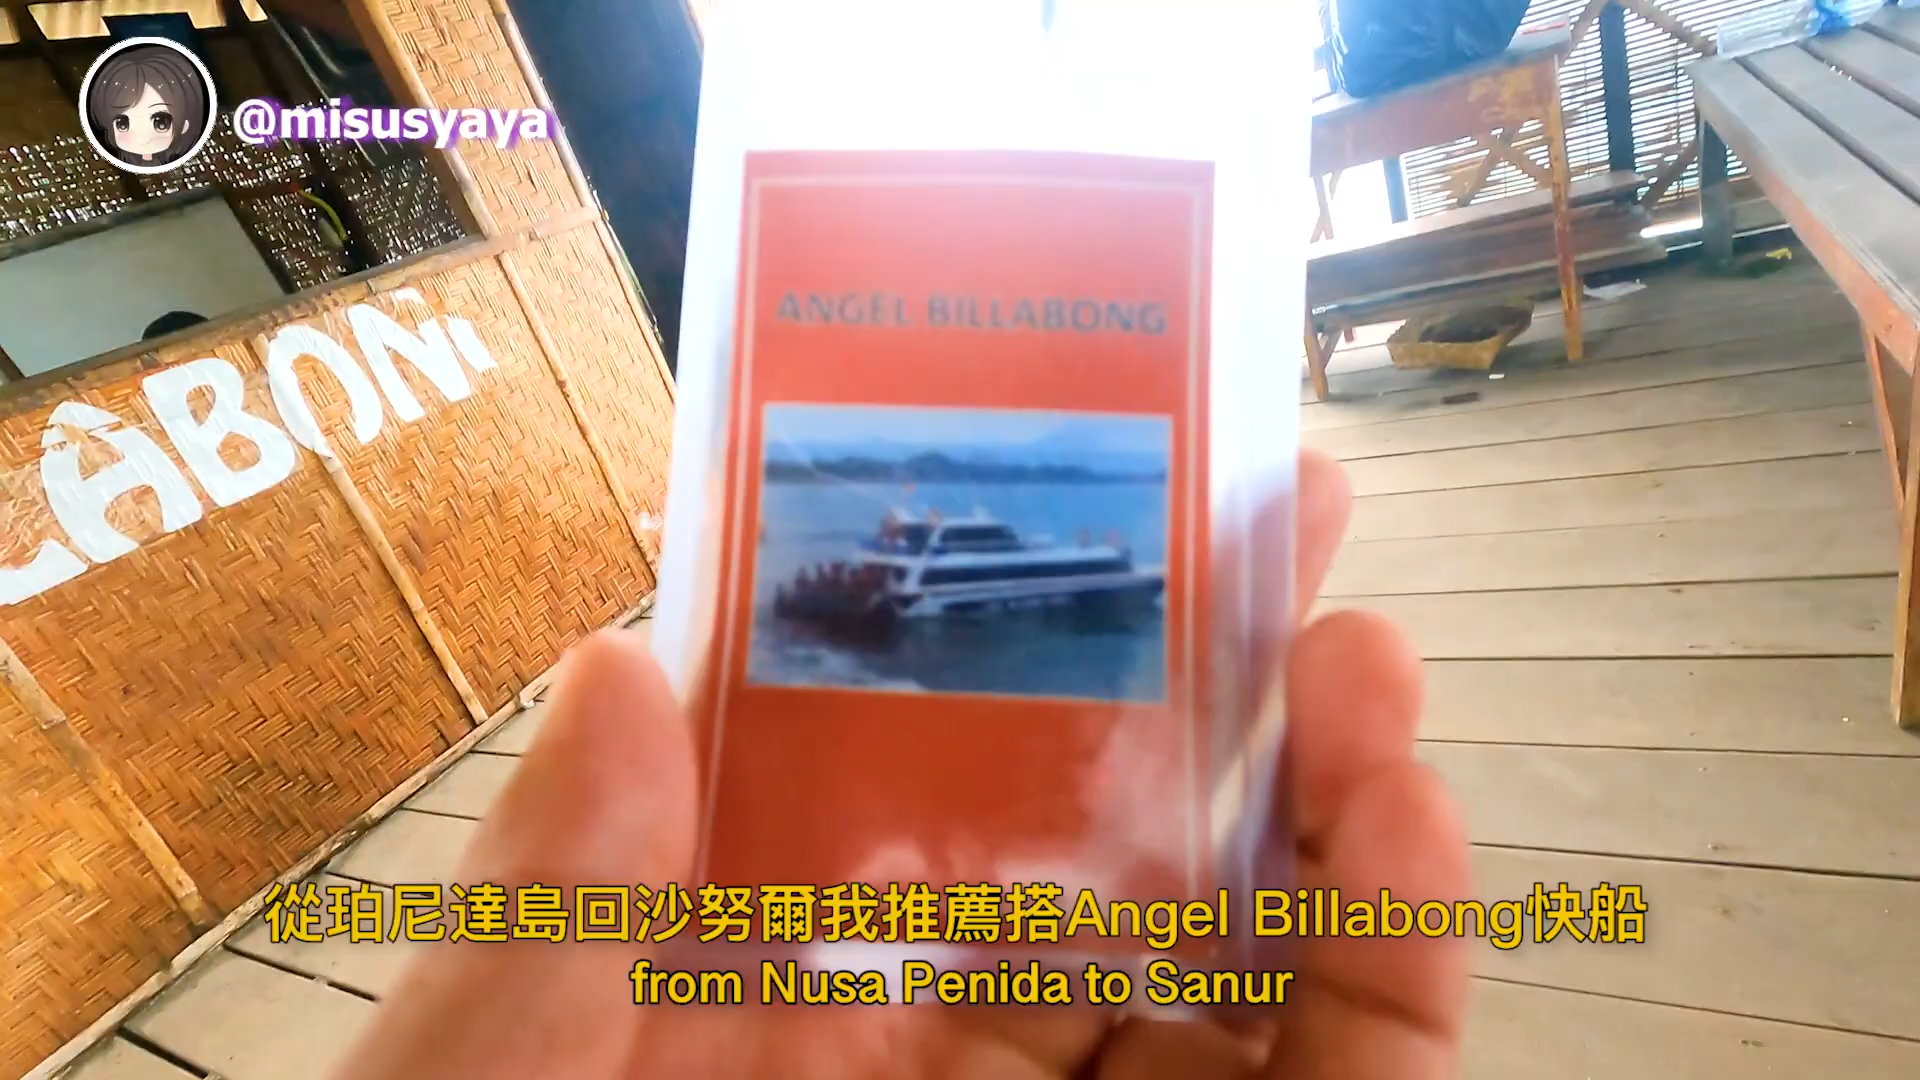 @misusyaya
ANGEL BILLABONG
LABON
從珀尼達島回沙努爾我推薦搭Angel Billabong快船
from Nusa Penida to Sanur